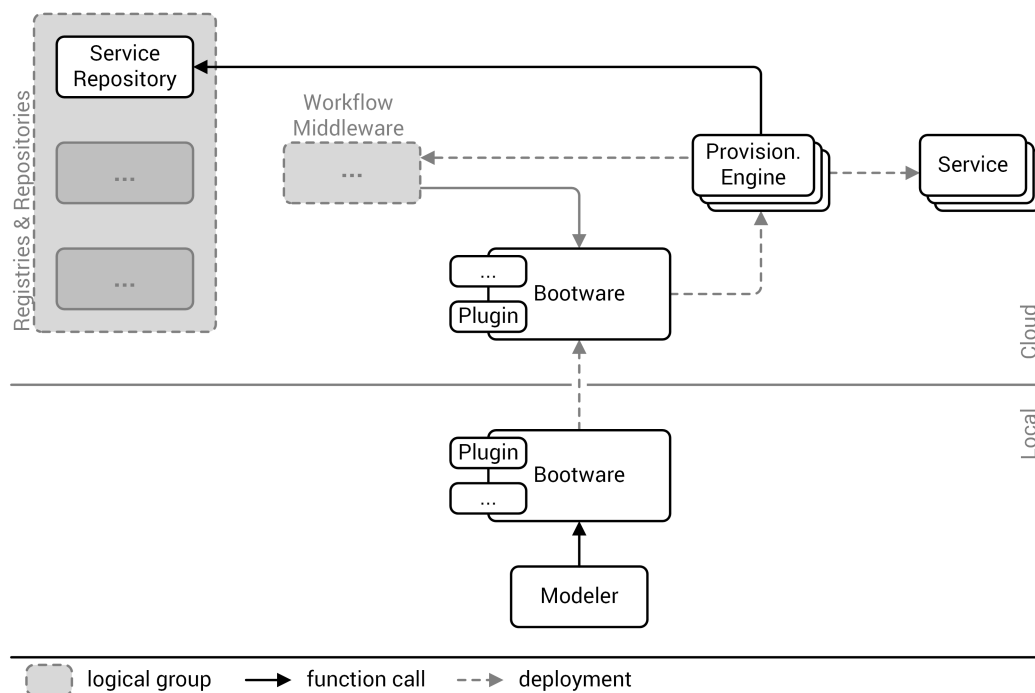 Service
Repository
Registries & Repositories
...
...
Workflow
Middleware
...
Provision.
Engine
Service
...
Plugin
Bootware
Cloud
Local
Plugin
...
Bootware
Modeler
logical group
function call
deployment